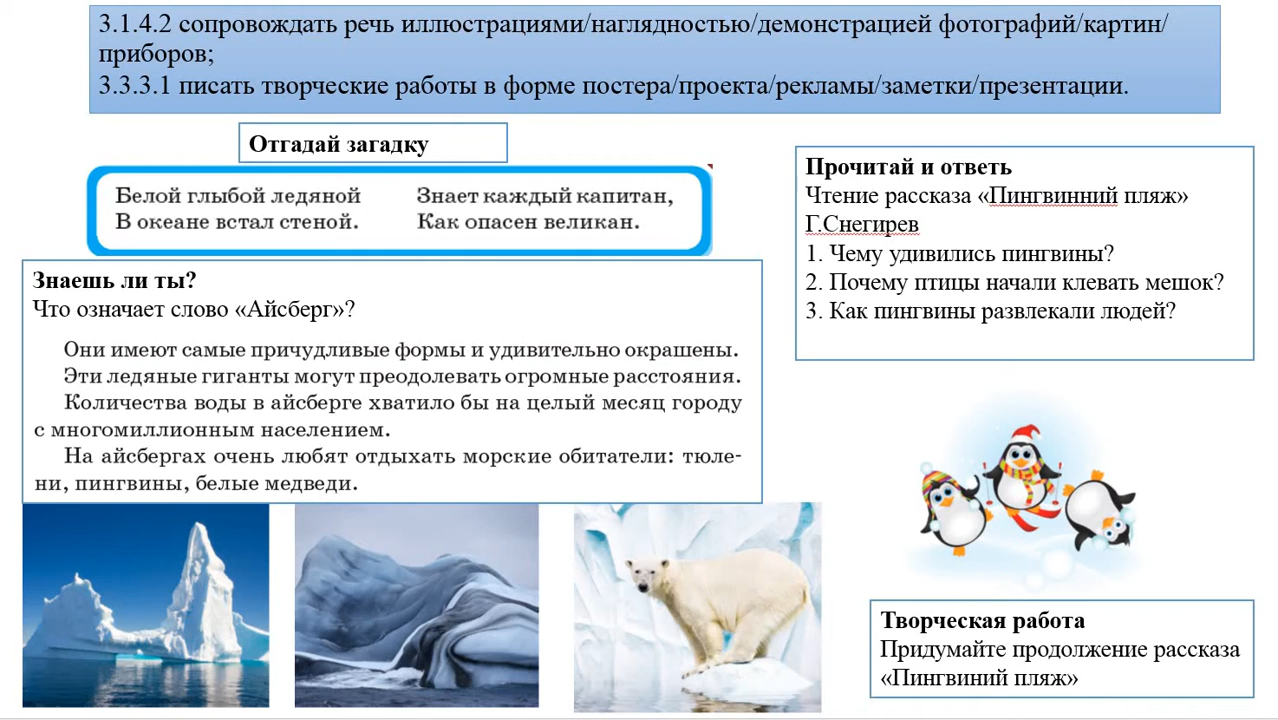 3.1.4.2 сопровождать речь иллюстрациями/наглядностью/демонстрацией фотографий/картин/
приборов;
3.3.3.1 писать творческие работы в форме постера/проекта/рекламы/заметки/презентации.
Отгадай загадку
Белой глыбой ледяной
В океане встал стеной.
Знает каждый капитан,
Как опасен великан.
Знаешь ли ты?
Что означает слово «Айсберг»?
Они имеют самые причудливые формы и удивительно окрашены.
Эти ледяные гиганты могут преодолевать огромные расстояния.
Количества воды в айсберге хватило бы на целый месяц городу
с многомиллионным населением.
На айсбергах очень любят отдыхать морские обитатели: тюле-
ни, пингвины, белые медведи.
Прочитай и ответь
Чтение рассказа «Пингвинний пляж»
Г.Снегирев
1. Чему удивились пингвины?
2. Почему птицы начали клевать мешок?
3. Как пингвины развлекали людей?
Творческая работа
Придумайте продолжение рассказа
«Пингвиний пляж»